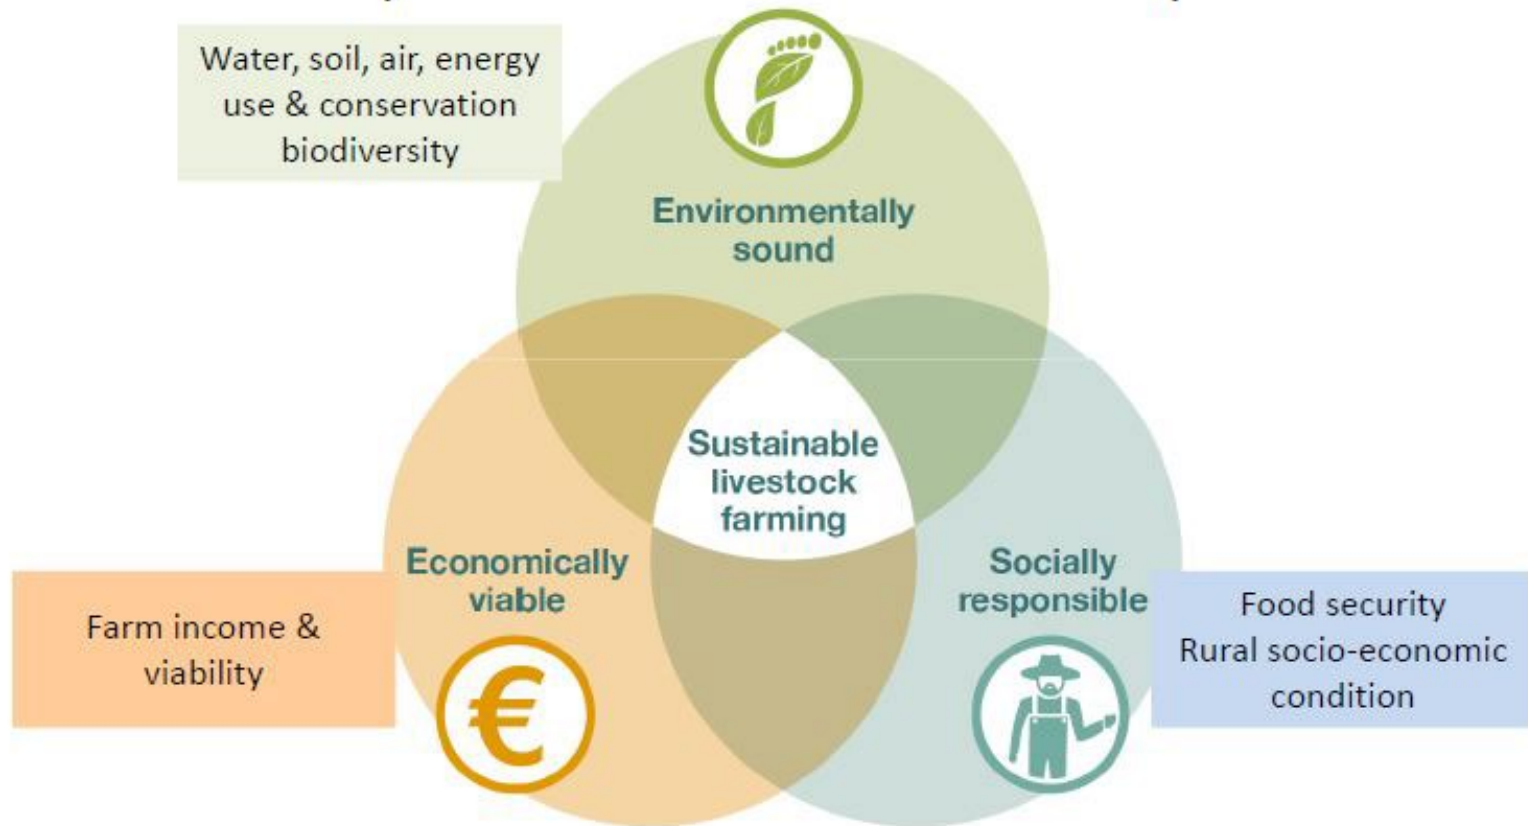 Water, soil, air, energy
use & conservation
biodiversity
Environmentally
sound
Sustainable
livestock
farming
Economically
viable
Farm income &
viability
€
Socially
responsible
Food security
Rural socio-economic
condition